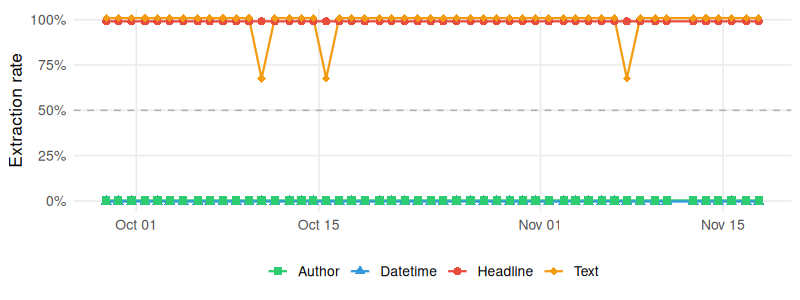 Extraction rate
100%
75%
50%
25%
0%
Oct 01 Oct 15 Nov 01 Nov 15
Author Datetime Headline Text